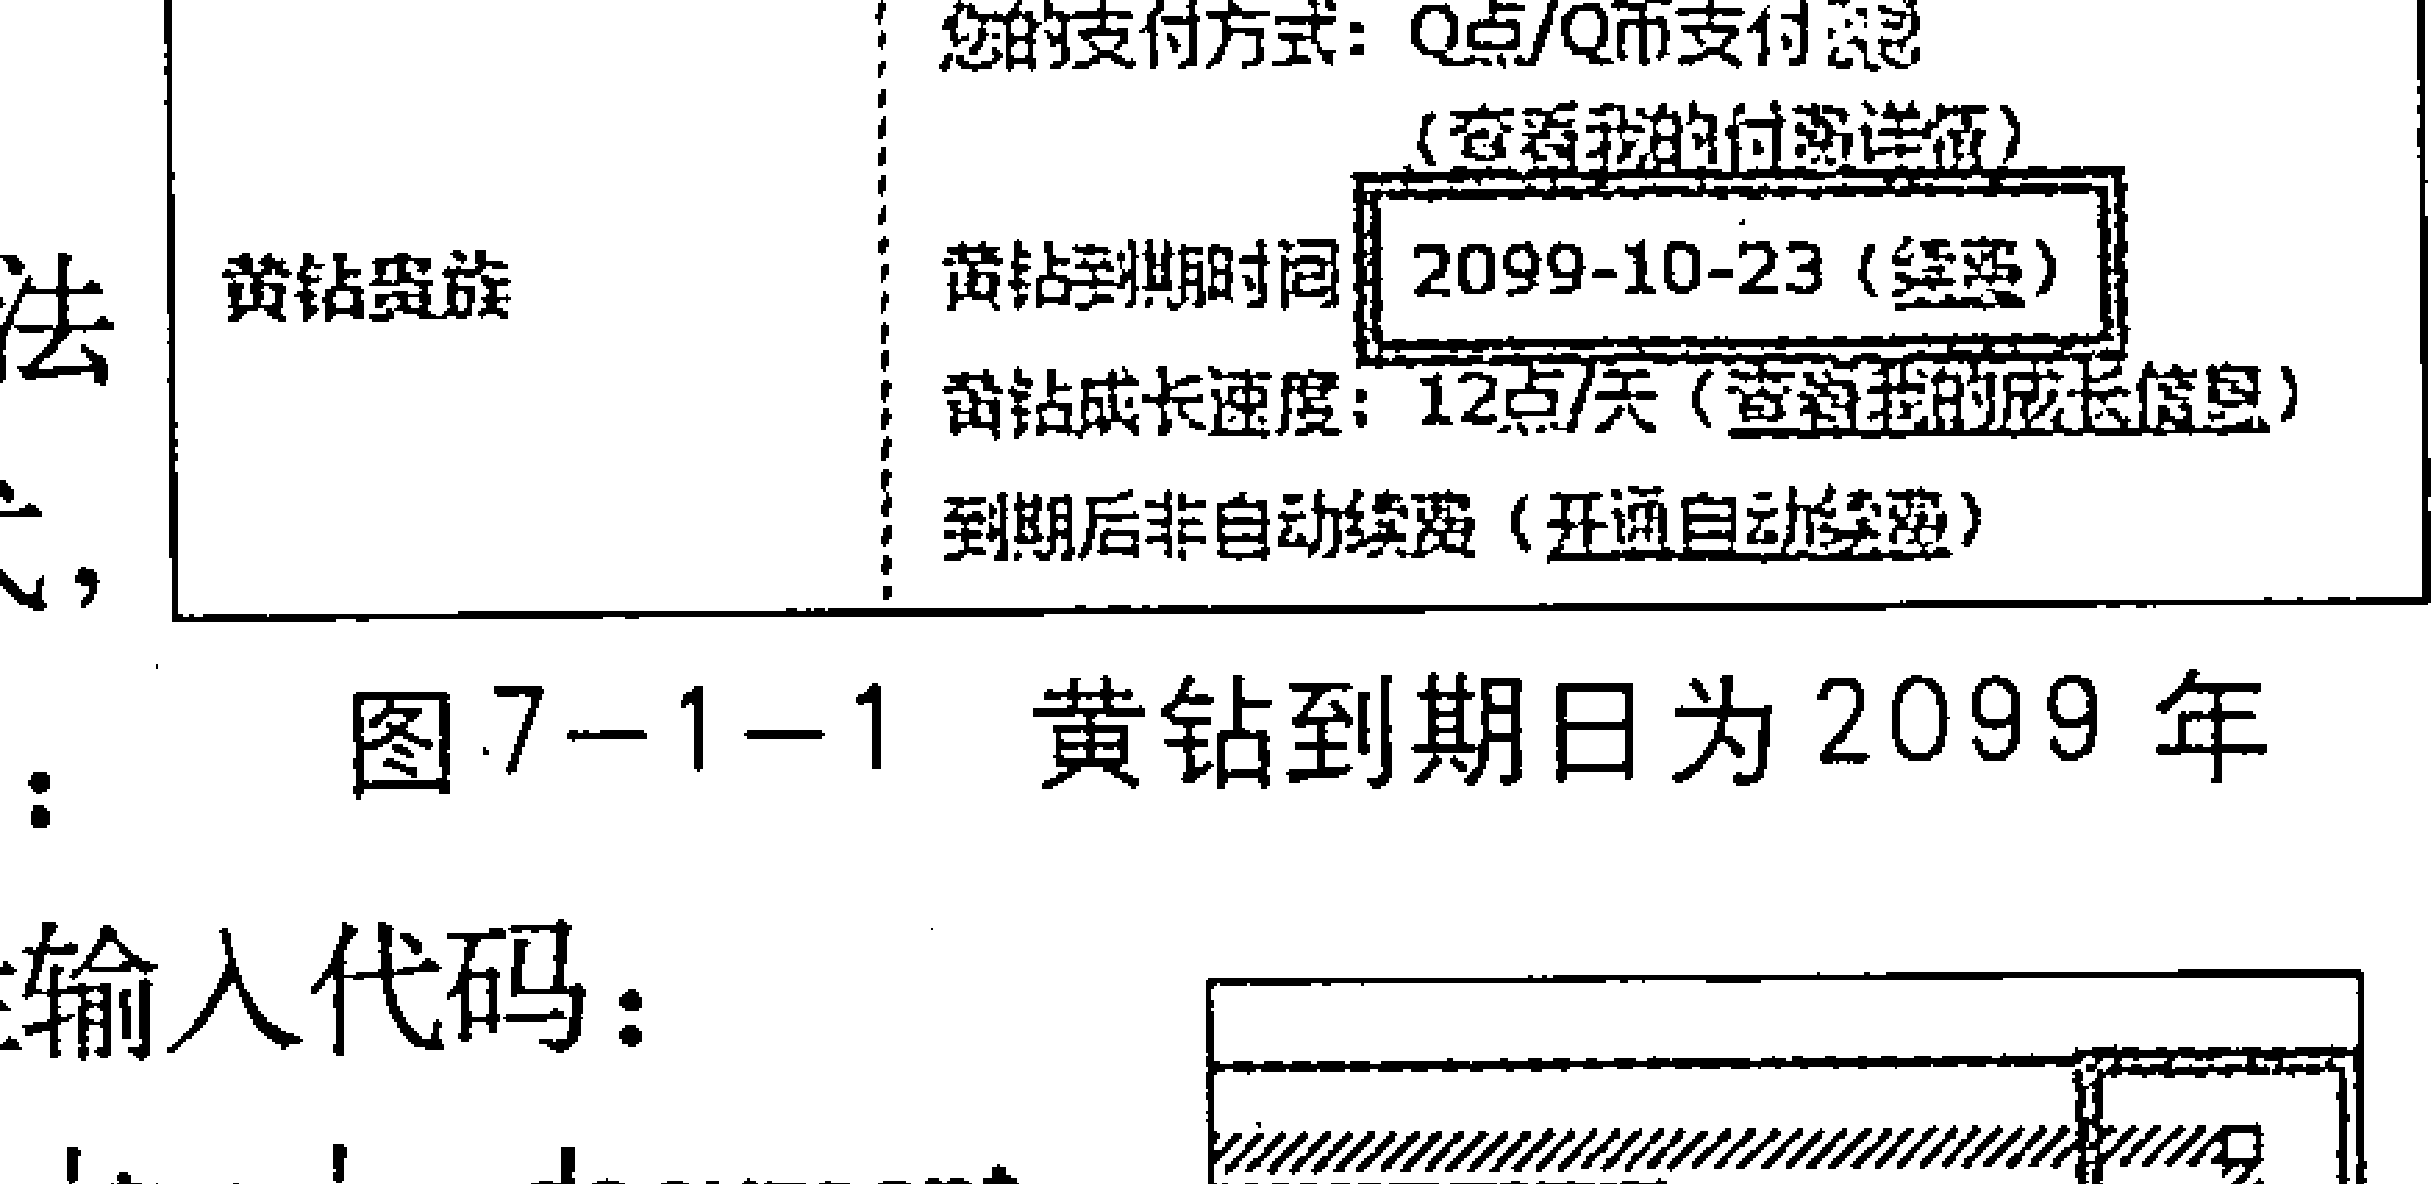 您的支付方式：Q点/Q币支付
(查看我的付费详情)
黄钻贵族
黄钻到期时间 2099-10-23 (续费)
黄钻成长速度：12点/天 (查看我的成长信息)
到期后非自动续费 (开通自动续费)
法
，
图7－1－1 黄钻到期日为2099年
：
输入代码：
document